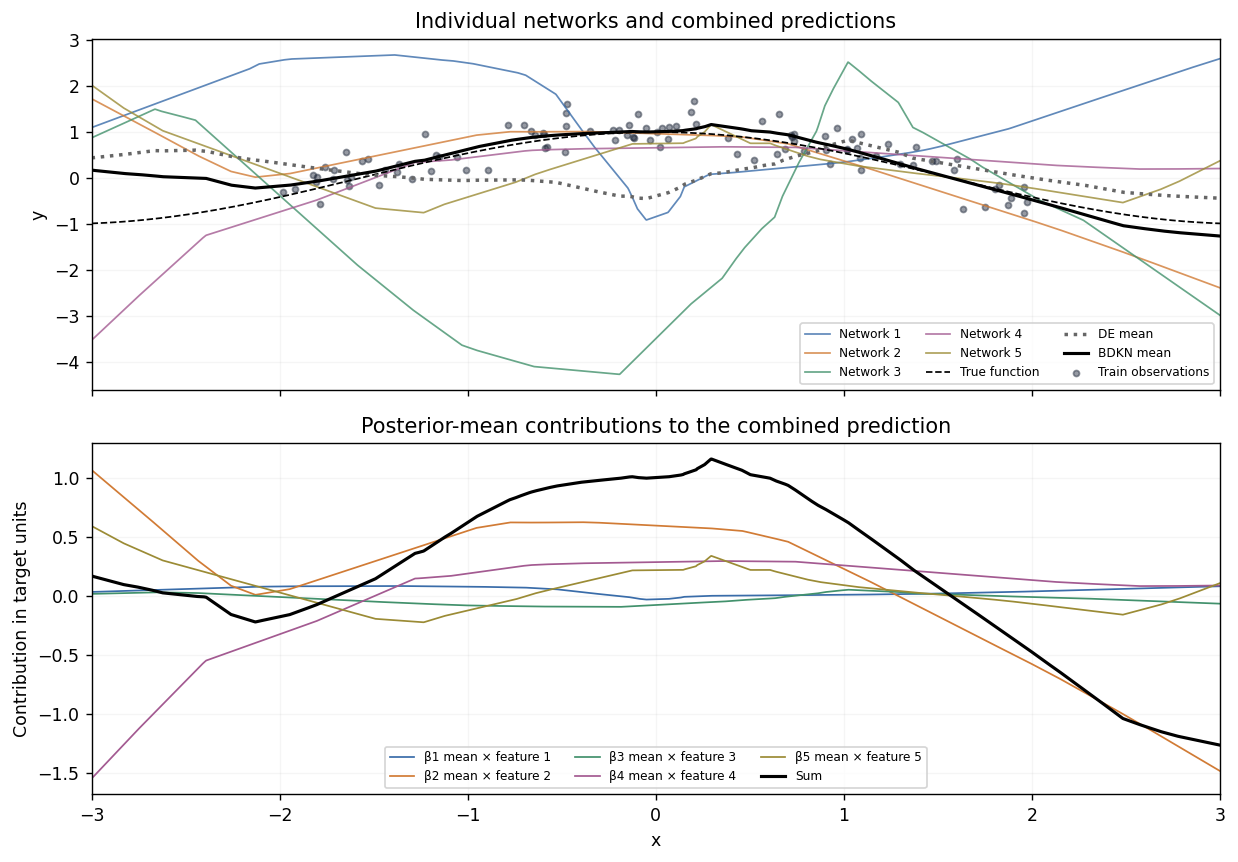 Individual networks and combined predictions
3
2
1
0
−1
−2
−3
−4
y
Network 1 Network 4 DE mean
Network 2 Network 5 BDKN mean
Network 3 True function Train observations
Posterior-mean contributions to the combined prediction
1.0
0.5
0.0
−0.5
−1.0
−1.5
Contribution in target units
β1 mean × feature 1 β3 mean × feature 3 β5 mean × feature 5
β2 mean × feature 2 β4 mean × feature 4 Sum
−3 −2 −1 0 1 2 3
x